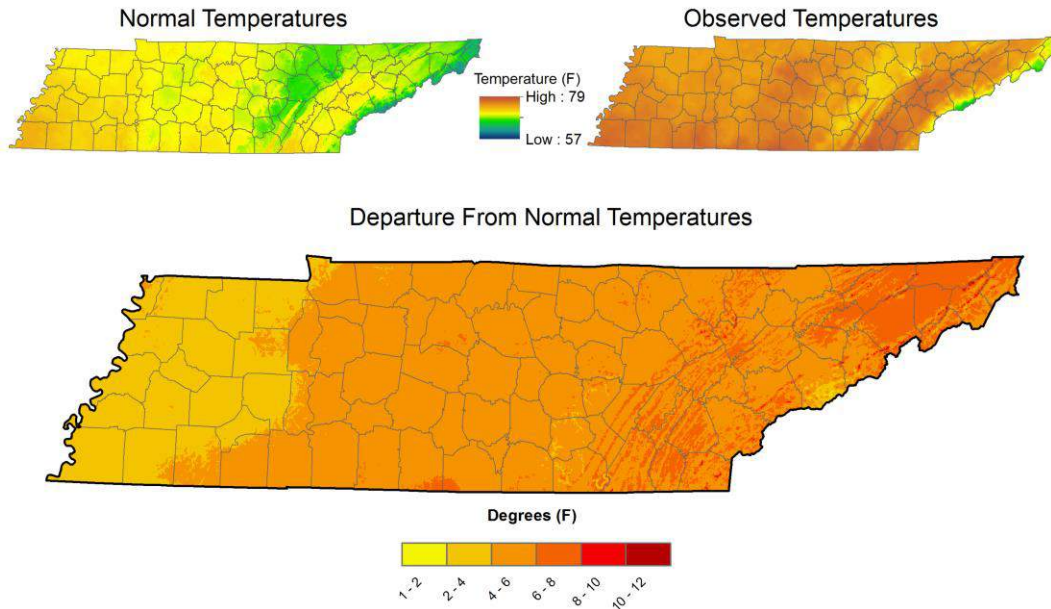 Normal Temperatures
Observed Temperatures
Temperature (F)
High : 79
Low : 57
Departure From Normal Temperatures
Degrees (F)
1 - 2
2 - 4
4 - 6
6 - 8
8 - 10
10 - 12